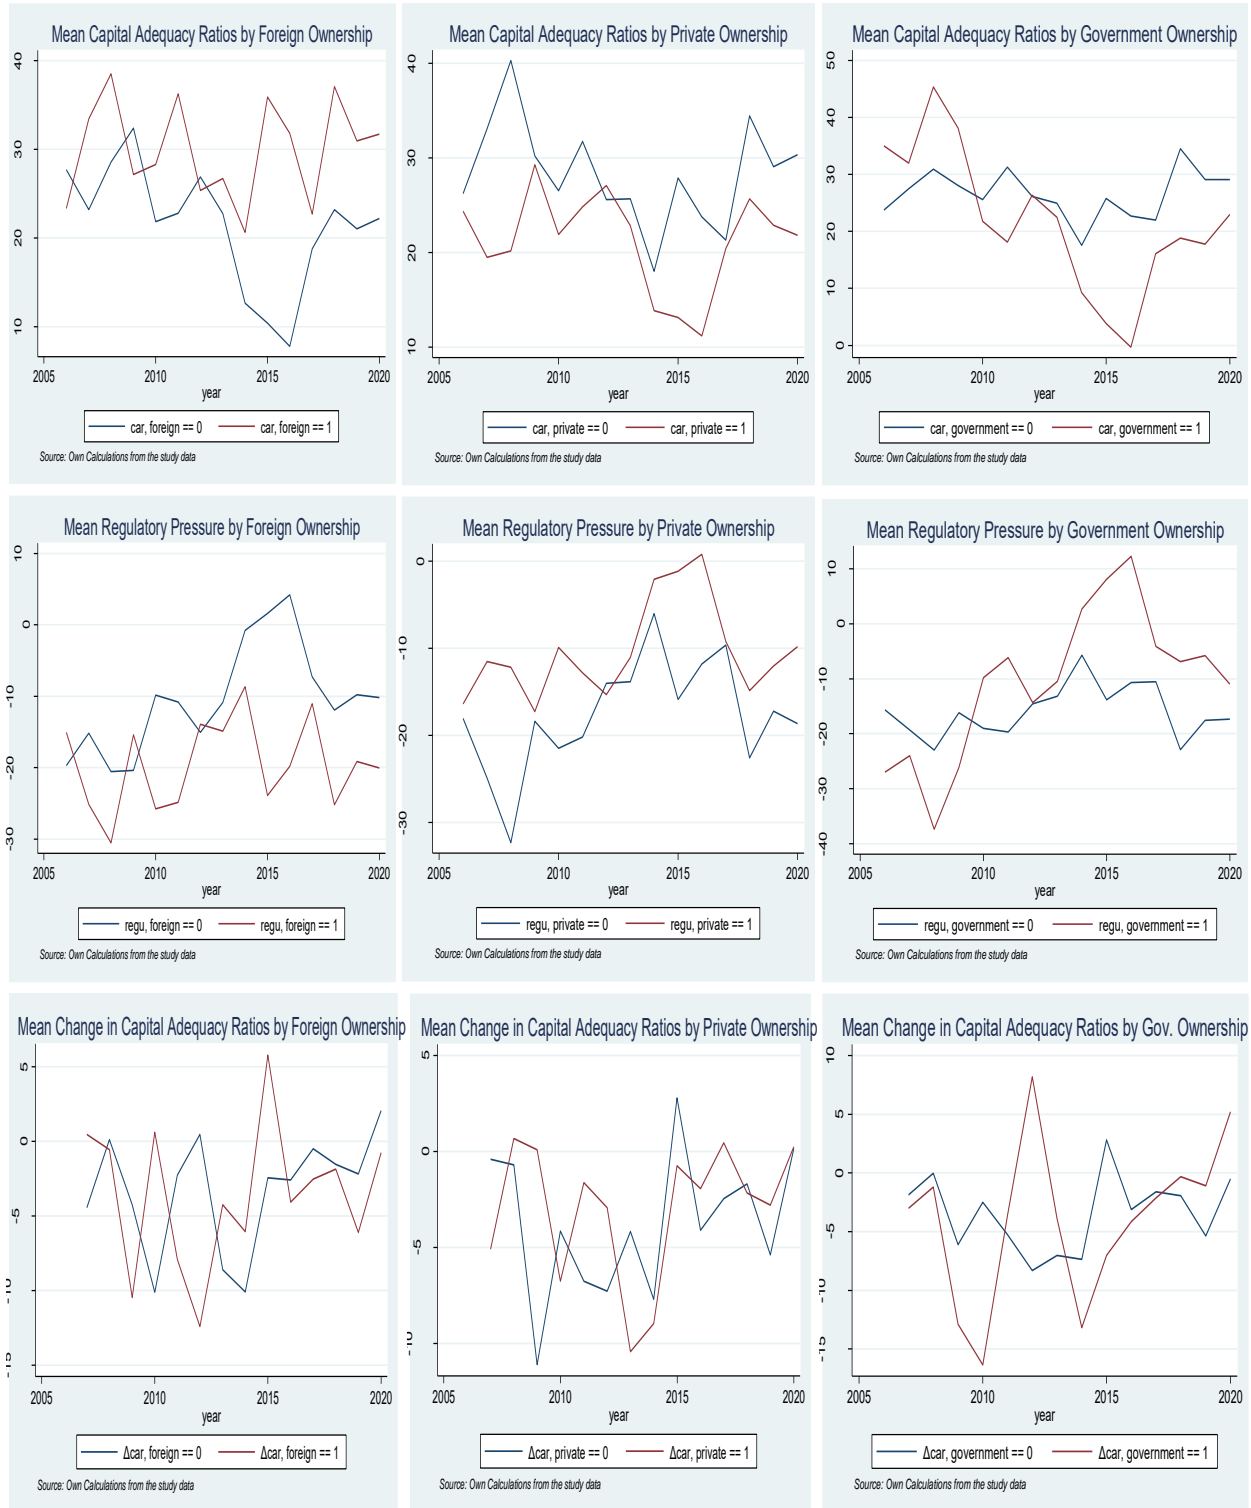 Mean Capital Adequacy Ratios by Foreign Ownership
40
30
20
10
2005 2010 2015 2020
year
car, foreign == 0 car, foreign == 1
Source: Own Calculations from the study data
Mean Capital Adequacy Ratios by Private Ownership
40
30
20
10
2005 2010 2015 2020
year
car, private == 0 car, private == 1
Source: Own Calculations from the study data
Mean Capital Adequacy Ratios by Government Ownership
50
40
30
20
10
0
2005 2010 2015 2020
year
car, government == 0 car, government == 1
Source: Own Calculations from the study data
Mean Regulatory Pressure by Foreign Ownership
10
0
-10
-20
-30
2005 2010 2015 2020
year
regu, foreign == 0 regu, foreign == 1
Source: Own Calculations from the study data
Mean Regulatory Pressure by Private Ownership
0
-10
-20
-30
2005 2010 2015 2020
year
regu, private == 0 regu, private == 1
Source: Own Calculations from the study data
Mean Regulatory Pressure by Government Ownership
10
0
-10
-20
-30
-40
2005 2010 2015 2020
year
regu, government == 0 regu, government == 1
Source: Own Calculations from the study data
Mean Change in Capital Adequacy Ratios by Foreign Ownership
5
0
-5
-10
-15
2005 2010 2015 2020
year
Δcar, foreign == 0 Δcar, foreign == 1
Source: Own Calculations from the study data
Mean Change in Capital Adequacy Ratios by Private Ownership
5
0
-5
-10
2005 2010 2015 2020
year
Δcar, private == 0 Δcar, private == 1
Source: Own Calculations from the study data
Mean Change in Capital Adequacy Ratios by Gov. Ownership
10
5
0
-5
-10
-15
2005 2010 2015 2020
year
Δcar, government == 0 Δcar, government == 1
Source: Own Calculations from the study data